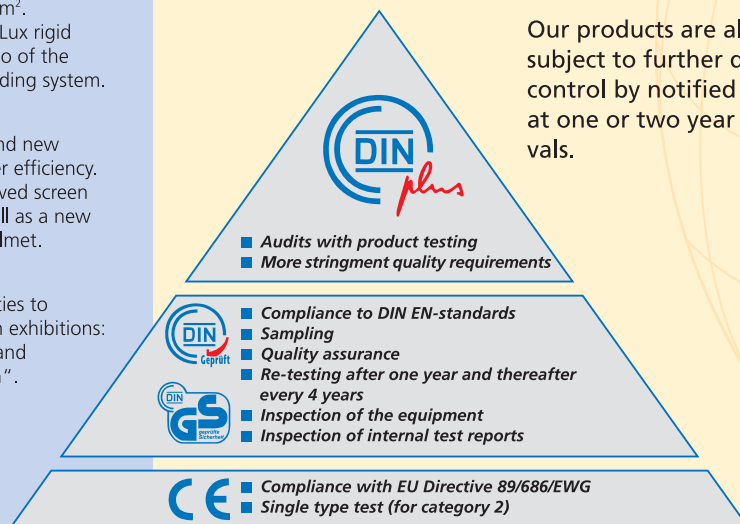 m².
Lux rigid
o of the
ding system.
nd new
r efficiency.
ved screen
ll as a new
lmet.
ties to
n exhibitions:
and
“.
Our products are al
subject to further
control by notified
at one or two year
vals.
DIN
plus
Audits with product testing
More stringment quality requirements
DIN
Geprüft
DIN
GS
geprüfte
Sicherheit
Compliance to DIN EN-standards
Sampling
Quality assurance
Re-testing after one year and thereafter
every 4 years
Inspection of the equipment
Inspection of internal test reports
CE
Compliance with EU Directive 89/686/EWG
Single type test (for category 2)